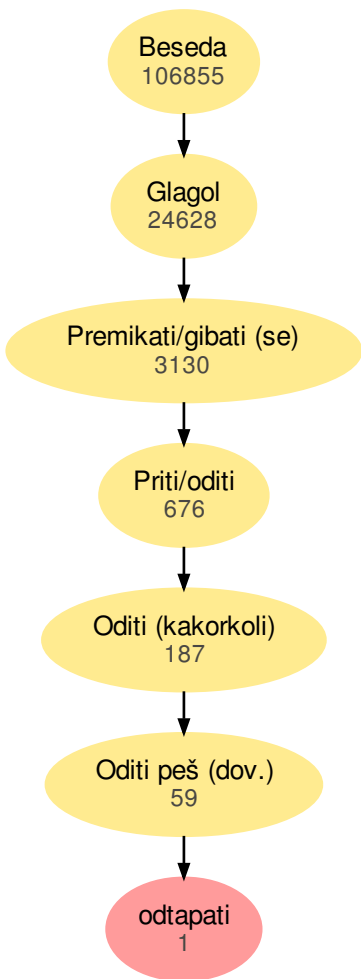 Beseda
106855
Glagol
24628
Premikati/gibati (se)
3130
Priti/oditi
676
Oditi (kakorkoli)
187
Oditi peš (dov.)
59
odtapati
1